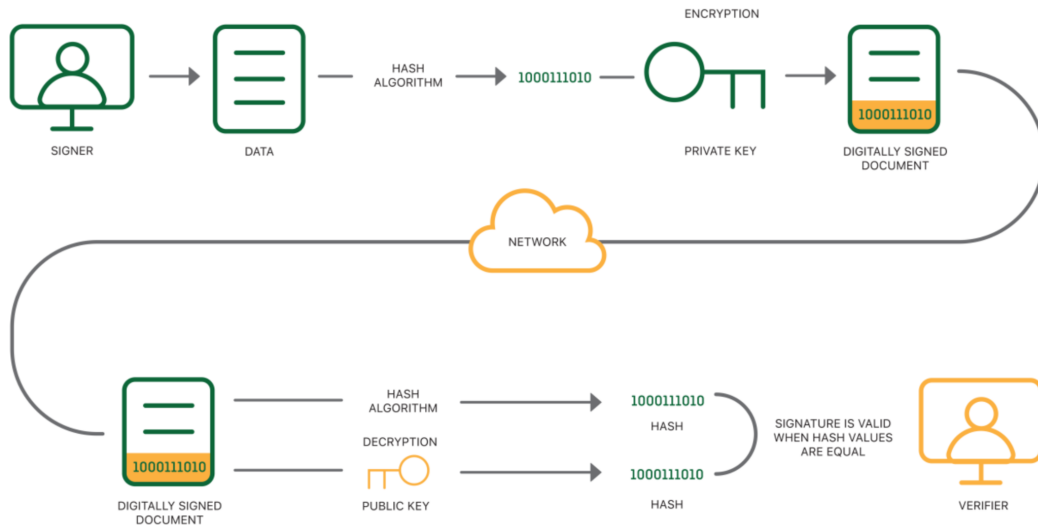 ENCRYPTION
HASH
ALGORITHM
1000111010
1000111010
SIGNER
DATA
PRIVATE KEY
DIGITALLY SIGNED
DOCUMENT
NETWORK
HASH
ALGORITHM
1000111010
HASH
SIGNATURE IS VALID
WHEN HASH VALUES
ARE EQUAL
DECRYPTION
1000111010
1000111010
DIGITALLY SIGNED
DOCUMENT
PUBLIC KEY
HASH
VERIFIER